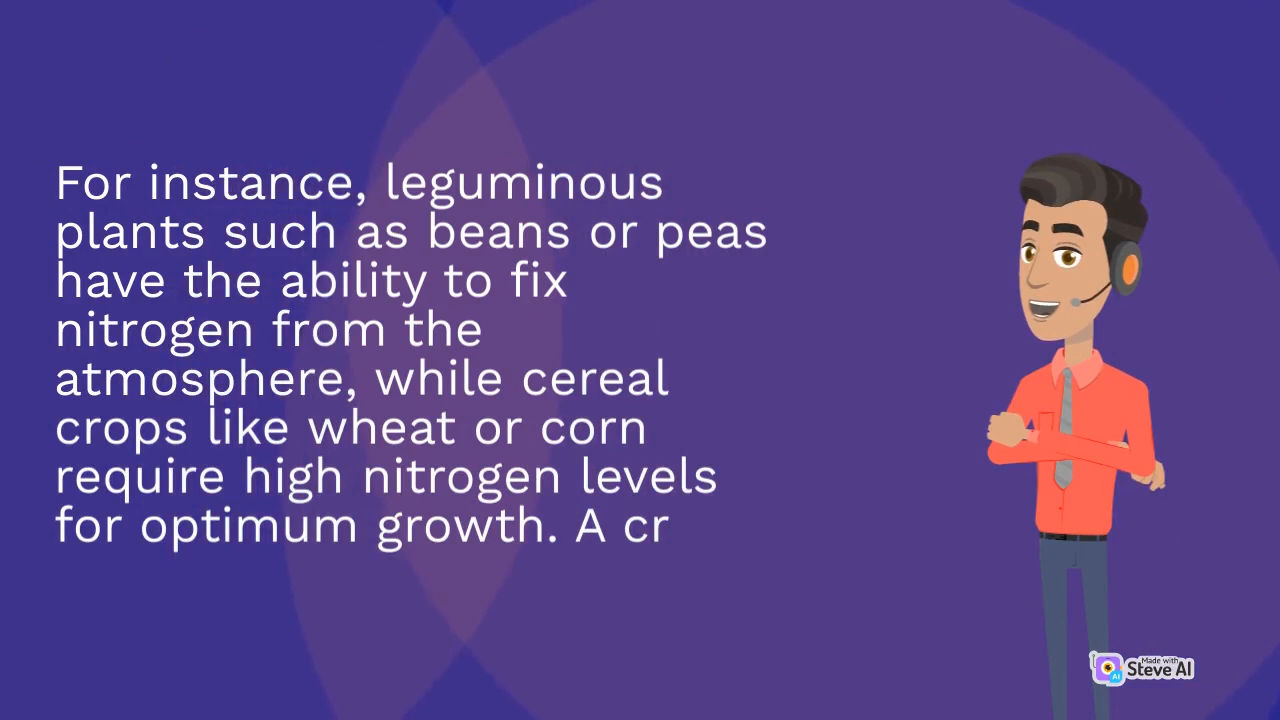 For instance, leguminous
plants such as beans or peas
have the ability to fix
nitrogen from the
atmosphere, while cereal
crops like wheat or corn
require high nitrogen levels
for optimum growth. A cr
Made with
Steve AI
AI